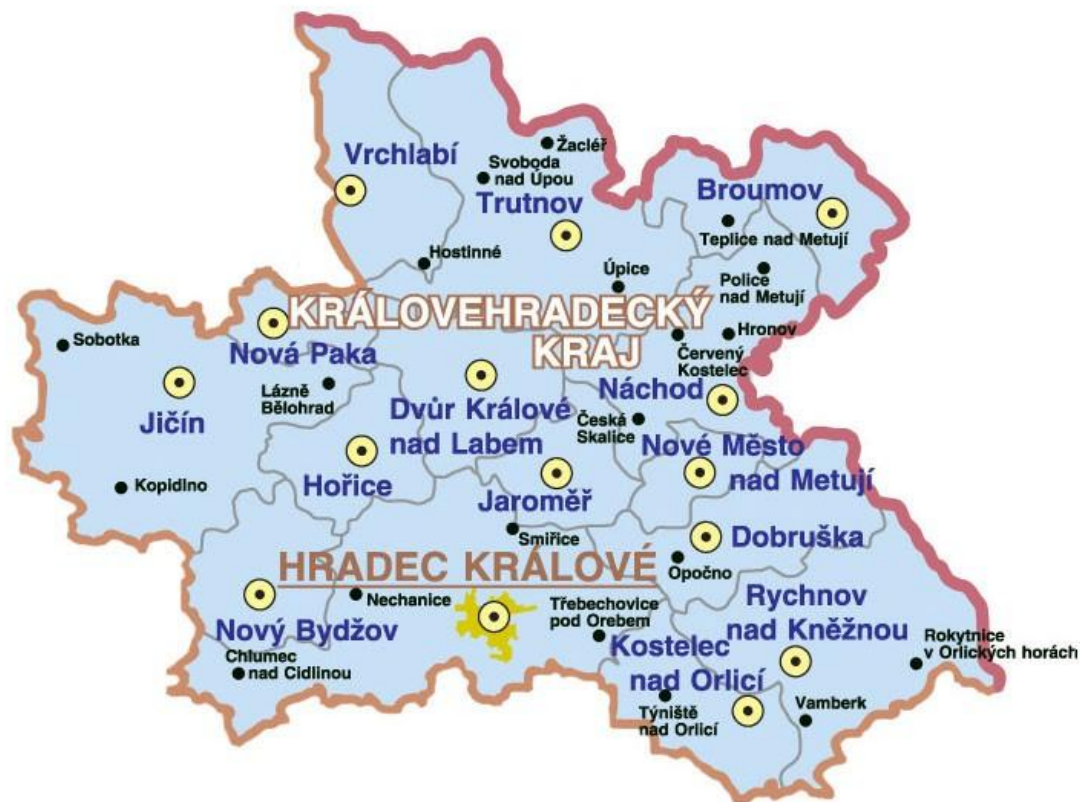 Žacléř
Vrchlabí
Svoboda
nad Úpou
Trutnov
Broumov
Teplice nad Metují
Hostinné
Úpice
Police
nad Metují
KRÁLOVEHRADECKÝ
KRAJ
Hronov
Červený
Kostelec
Sobotka
Nová Paka
Lázně
Bělohrad
Jičín
Dvůr Králové
nad Labem
Náchod
Česká
Skalice
Nové Město
nad Metují
Kopidlno
Hořice
Jaroměř
Smiřice
Dobruška
Opočno
HRADEC KRÁLOVÉ
Nechanice
Nový Bydžov
Třebechovice
pod Orebem
Rychnov
nad Kněžnou
Chlumec
nad Cidlinou
Kostelec
nad Orlicí
Rokytnice
v Orlických horách
Týniště
nad Orlicí
Vamberk